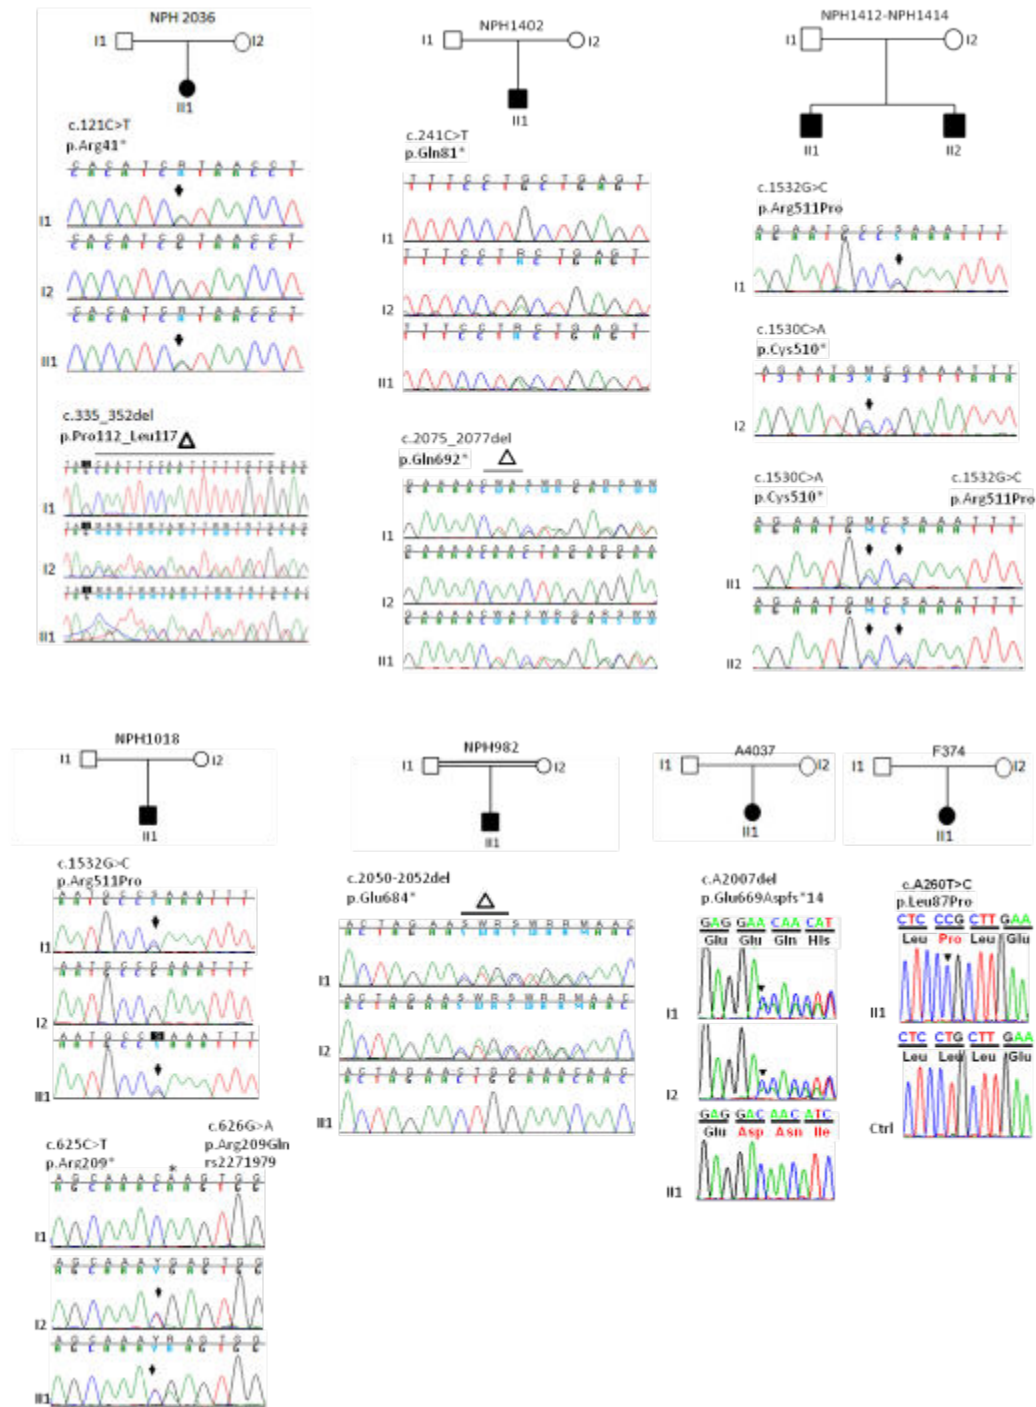 NPH 2036
I1
I2
II1
c.121C>T
p.Arg41*
C A C A T C R T A A C C T
I1
C A C A T C G T A A C C T
I2
C A C A T C R T A A C C T
II1
c.335_352del
p.Pro112_Leu117
I1
I2
II1
NPH1402
I1
I2
II1
c.241C>T
p.Gln81*
T T T C C T G C T G A G T
I1
T T T C C T R C T G A G T
I2
T T T C C T R C T G A G T
II1
c.2075_2077del
p.Gln692*
G A A A A C W A S W R G A R S W W
I1
G A A A A C A A C T A G A G G A A
I2
G A A A A C W A S W R G A R S W W
II1
NPH1412-NPH1414
I1
I2
II1
II2
c.1532G>C
p.Arg511Pro
A G A A T G C C S A A A T T T
I1
c.1530C>A
p.Cys510*
I2
c.1530C>A
p.Cys510*
c.1532G>C
p.Arg511Pro
A G A A T G M C S A A A T T T
II1
A G A A T G M C S A A A T T T
II2
NPH1018
I1
I2
II1
c.1532G>C
p.Arg511Pro
A A T G C C S A A A T T T
I1
A A T G C C G A A A T T T
I2
A A T G C C S A A A T T T
II1
c.625C>T
p.Arg209*
c.626G>A
p.Arg209Gln
rs2271979
*
A G C A A A C A A G T G G
I1
A G C A A A Y G A G T G G
I2
A G C A A A Y R A G T G G
II1
NPH982
I1
I2
II1
c.2050-2052del
p.Glu684*
A C T A G A A S W R S W R R M A A C
I1
A C T A G A A S W R S W R R M A A C
I2
A C T A G A A C T G G A A A C A A C
II1
A4037
I1
I2
II1
c.A2007del
p.Glu669Aspfs*14
GAG GAA CAA CAT
Glu Glu Gln His
I1
I2
GAG GAC AAC ATC
Glu Asp Asn Ile
II1
F374
I1
I2
II1
c.A260T>C
p.Leu87Pro
CTC CCG CTT GAA
Leu Pro Leu Glu
II1
CTC CTG CTT GAA
Leu Leu Leu Glu
Ctrl